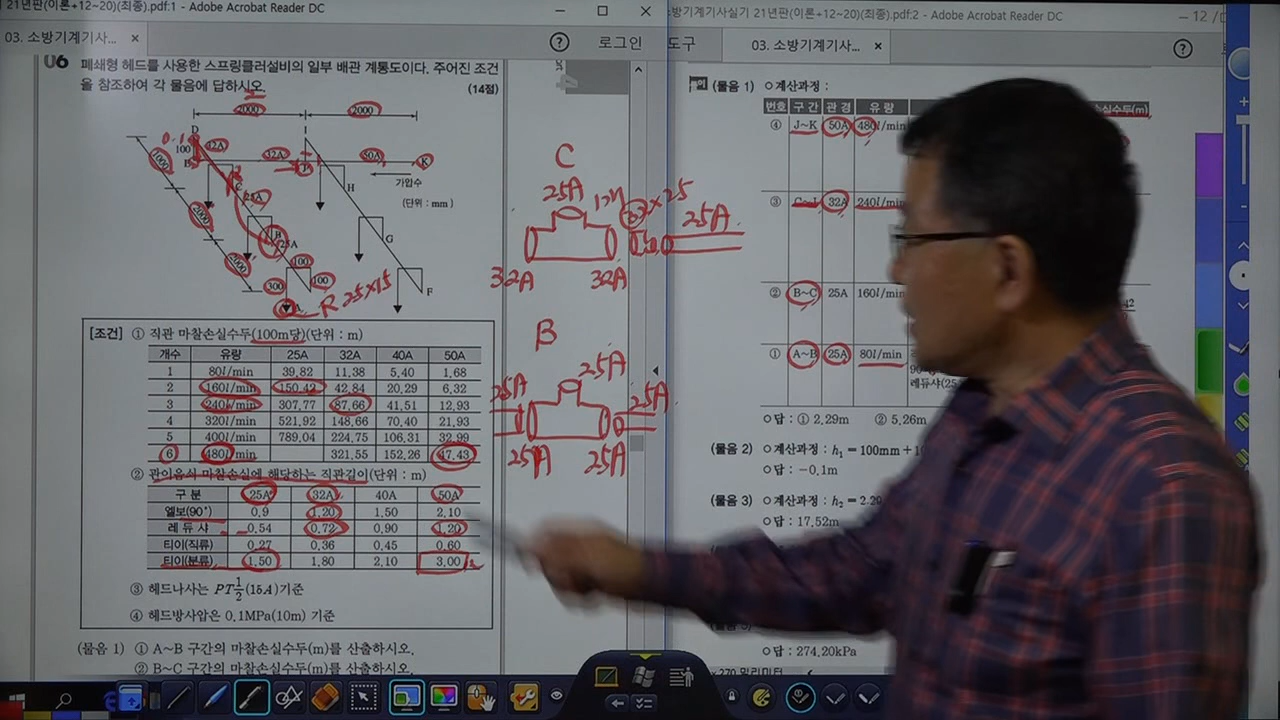 21년판(이론+12~20)(최종).pdf:1 - Adobe Acrobat Reader DC
방기계기사실기 21년판(이론+12~20)(최종).pdf:2 - Adobe Acrobat Reader DC
03. 소방기계기사... ×
로그인
도구
03. 소방기계기사... ×
06 폐쇄형 헤드를 사용한 스프링클러설비의 일부 배관 계통도이다. 주어진 조건
을 참조하여 각 물음에 답하시오. (14점)
2000 2000
D
100 32A
32A 50A K
가압수
(단위 : mm)
H
G
F
1000
2000
2000
25A
25A
100
300 100
R 25×15
C
25A
32×25
25A
32A 32A
B
25A
25A 25A
25A 25A
[조건] ① 직관 마찰손실수두(100m당)(단위 : m)
개수 유량 25A 32A 40A 50A
1 80l/min 39.82 11.38 5.40 1.68
2 160l/min 150.42 42.84 20.29 6.32
3 240l/min 307.77 87.66 41.51 12.93
4 320l/min 521.92 148.66 70.40 21.93
5 400l/min 789.04 224.75 106.31 32.99
6 480l/min 321.55 152.26 47.43
② 관이음쇠 마찰손실에 해당하는 직관길이(단위 : m)
구 분 25A 32A 40A 50A
엘보(90°) 0.9 1.20 1.50 2.10
레 듀 샤 0.54 0.72 0.90 1.20
티이(직류) 0.27 0.36 0.45 0.60
티이(분류) 1.50 1.80 2.10 3.00
③ 헤드나사는 PT1/2(15A)기준
④ 헤드방사압은 0.1MPa(10m) 기준
(물음 1) ① A~B 구간의 마찰손실수두(m)를 산출하시오.
② B~C 구간의 마찰손실수두(m)를 산출하시오.
(물음 1) ○계산과정 :
번호 구 간 관 경 유 량
④ J~K 50A 480l/min
③ C~J 32A 240l/min
② B~C 25A 160l/min
① A~B 25A 80l/min
○답 : ① 2.29m ② 5.26m
(물음 2) ○계산과정 : h₁ = 100mm+10
○답 : −0.1m
(물음 3) ○계산과정 : h₂ = 2.29
○답 : 17.52m
답 : 274.20kPa